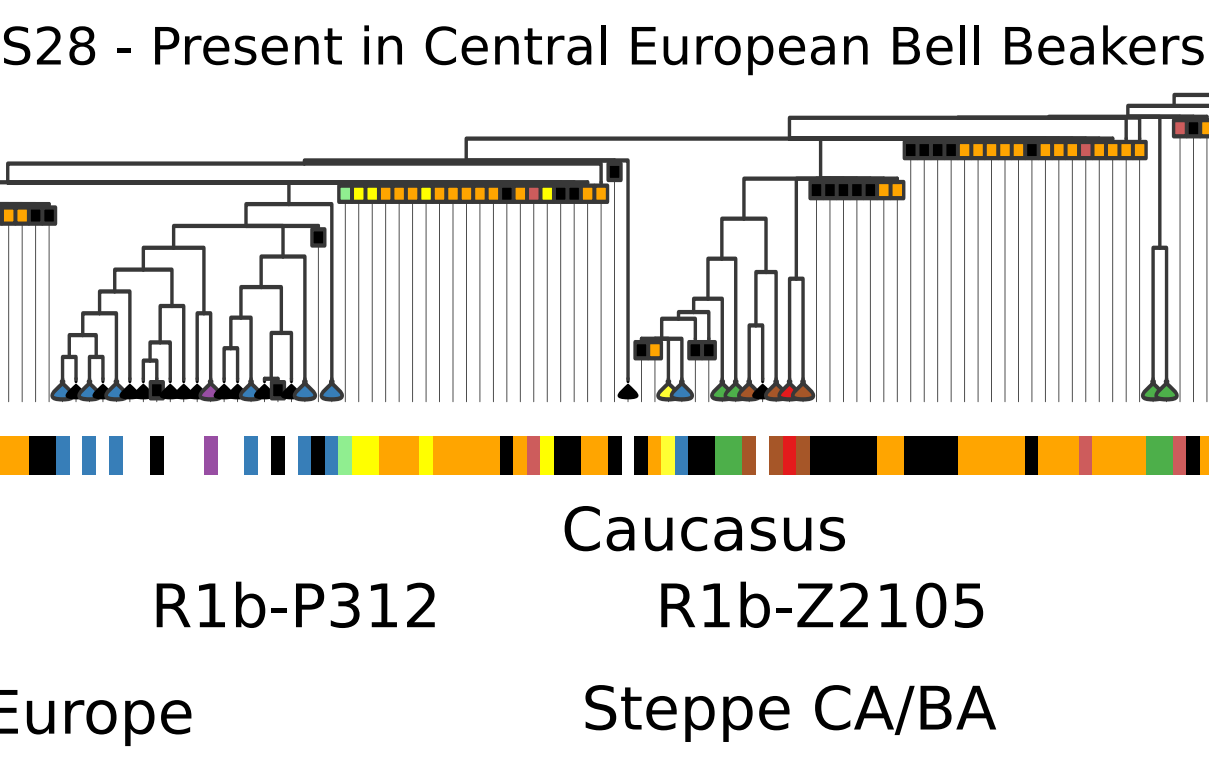 S28 - Present in Central European Bell Beakers
Caucasus
R1b-P312
R1b-Z2105
Europe
Steppe CA/BA